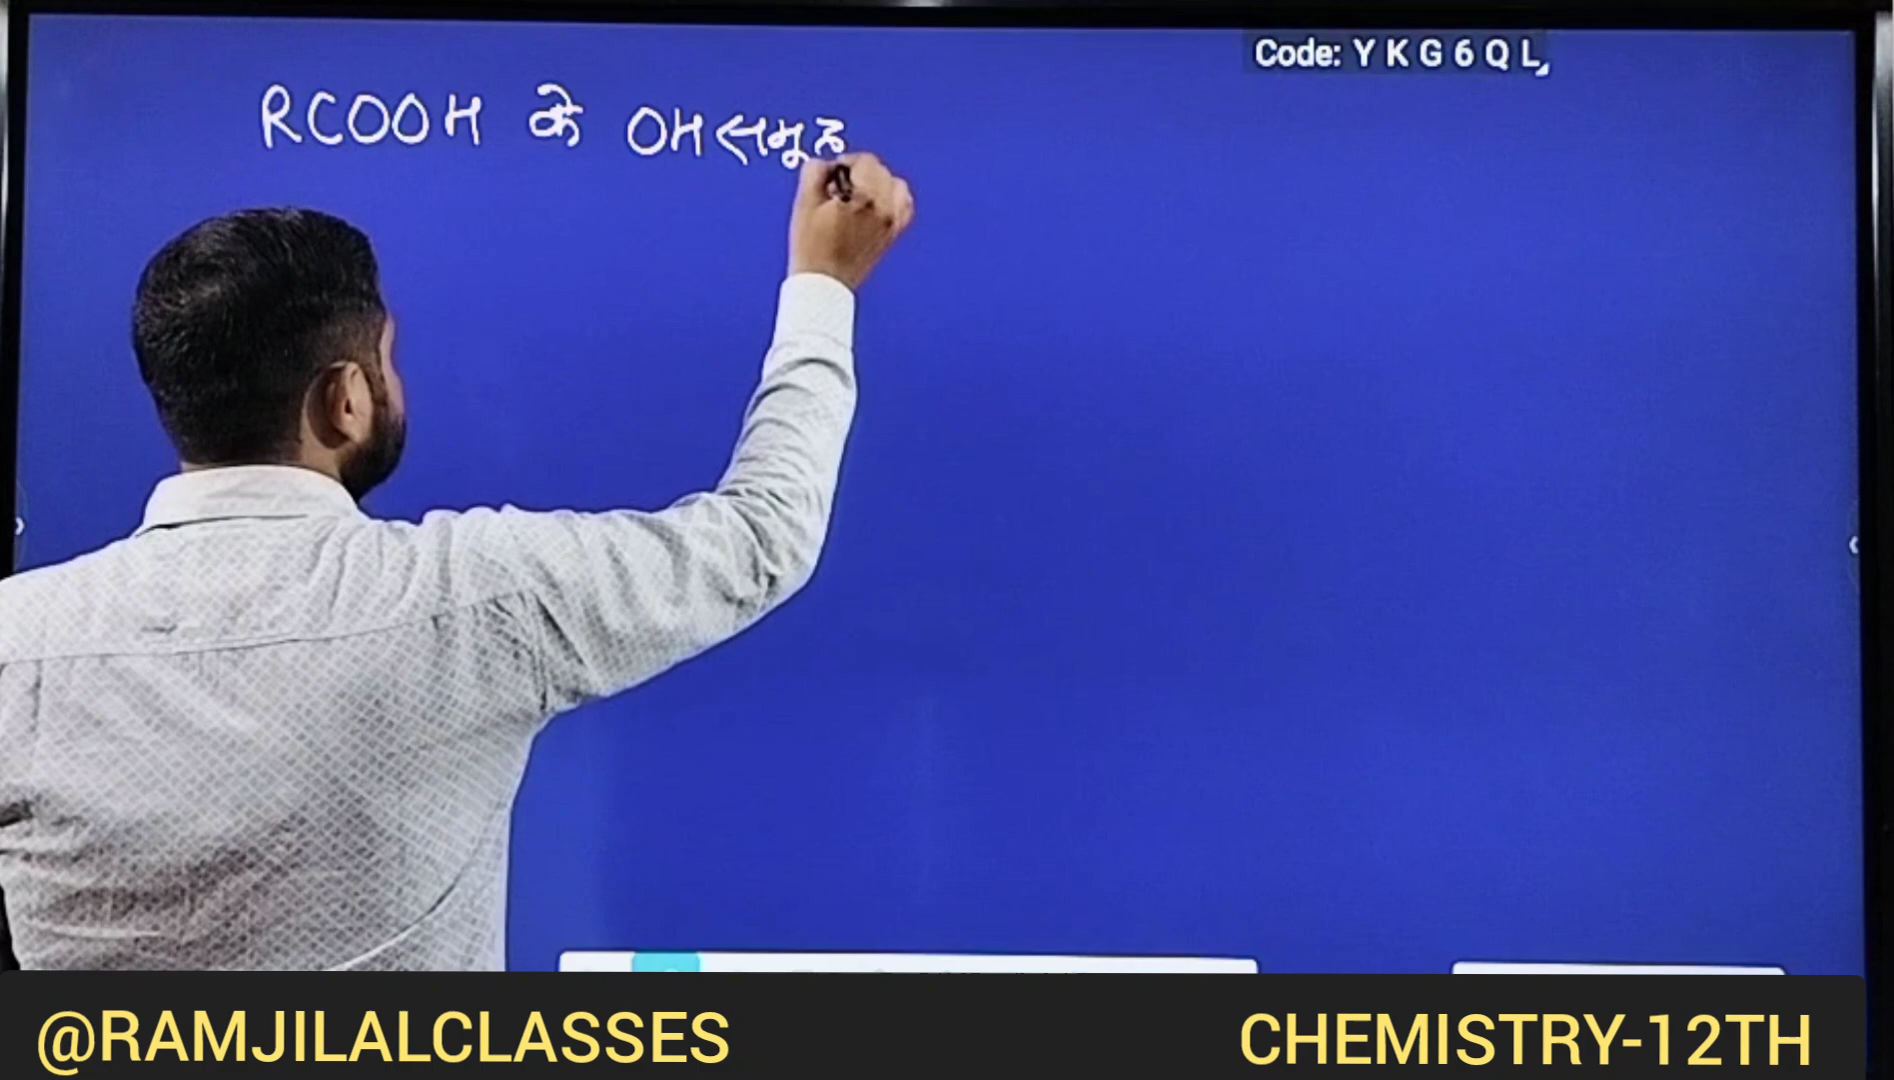 Code: Y K G 6 Q L
RCOOH के OH समूह
@RAMJILALCLASSES
CHEMISTRY-12TH